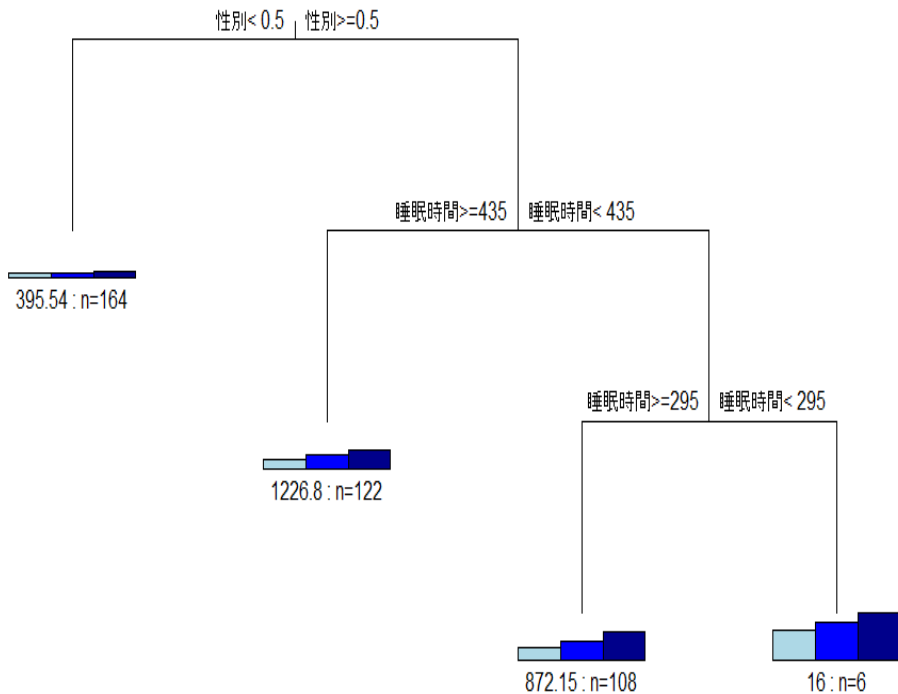 性別< 0.5 性別>=0.5
睡眠時間>=435 睡眠時間< 435
395.54 : n=164
睡眠時間>=295 睡眠時間< 295
1226.8 : n=122
872.15 : n=108 16 : n=6